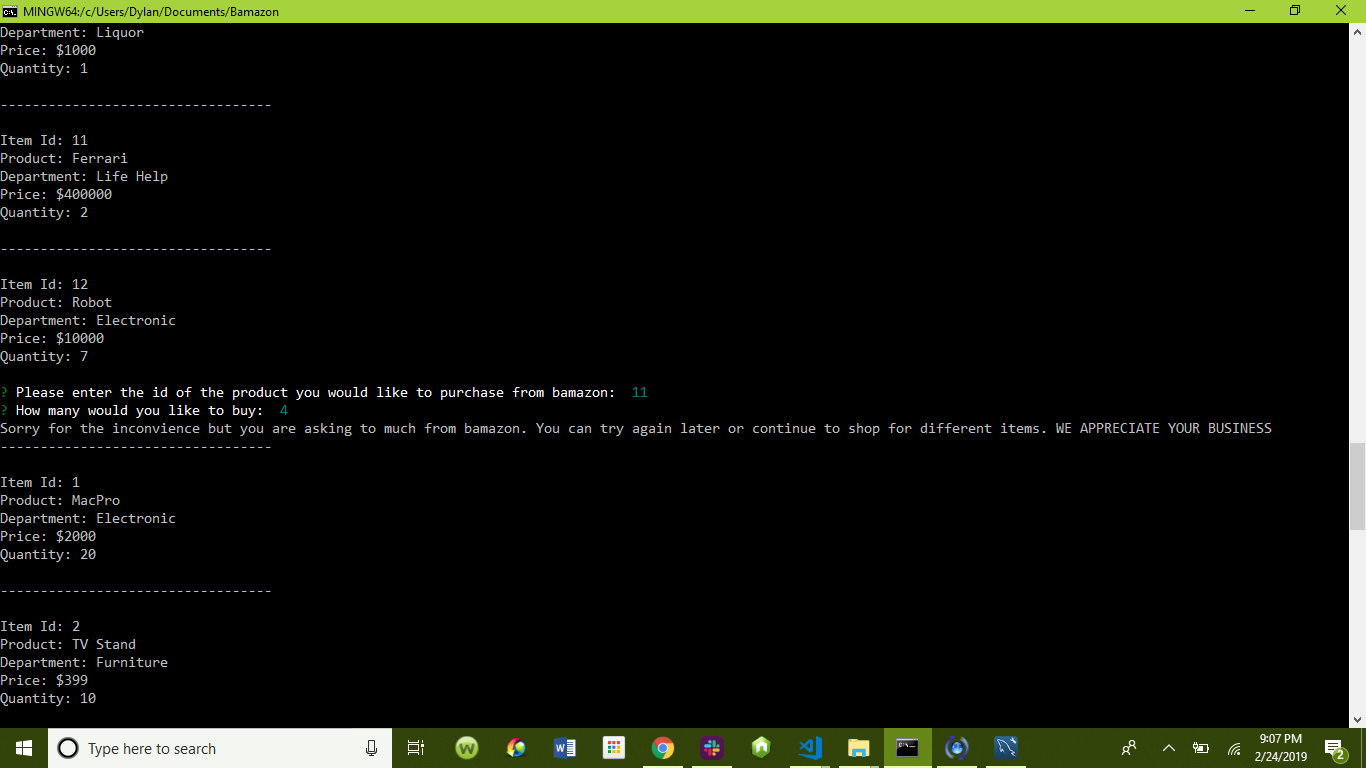 MINGW64:/c/Users/Dylan/Documents/Bamazon
Department: Liquor
Price: $1000
Quantity: 1
----------------------------------
Item Id: 11
Product: Ferrari
Department: Life Help
Price: $400000
Quantity: 2
----------------------------------
Item Id: 12
Product: Robot
Department: Electronic
Price: $10000
Quantity: 7
? Please enter the id of the product you would like to purchase from bamazon:  11
? How many would you like to buy:  4
Sorry for the inconvience but you are asking to much from bamazon. You can try again later or continue to shop for different items. WE APPRECIATE YOUR BUSINESS
----------------------------------
Item Id: 1
Product: MacPro
Department: Electronic
Price: $2000
Quantity: 20
----------------------------------
Item Id: 2
Product: TV Stand
Department: Furniture
Price: $399
Quantity: 10
Type here to search
9:07 PM
2/24/2019
2